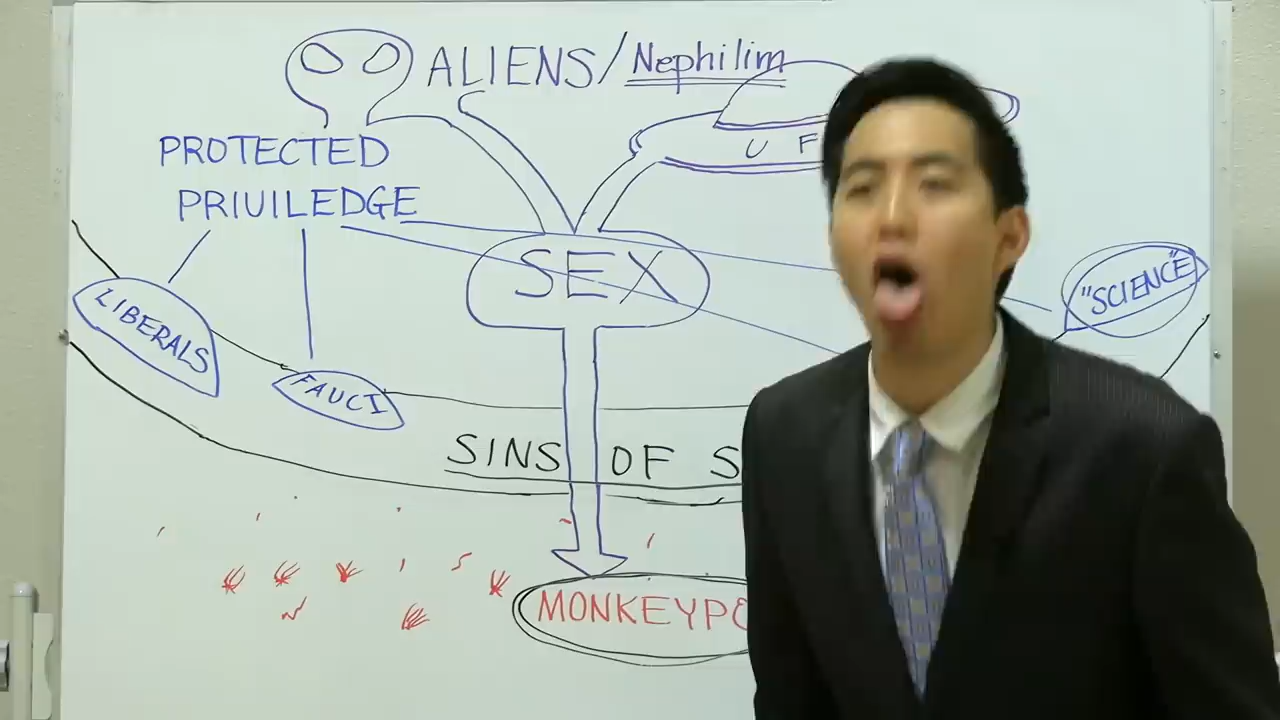 ALIENS/Nephilim
U F
PROTECTED
PRIUILEDGE
SEX
"SCIENCE"
LIBERALS
FAUCI
SINS OF S
MONKEYPO